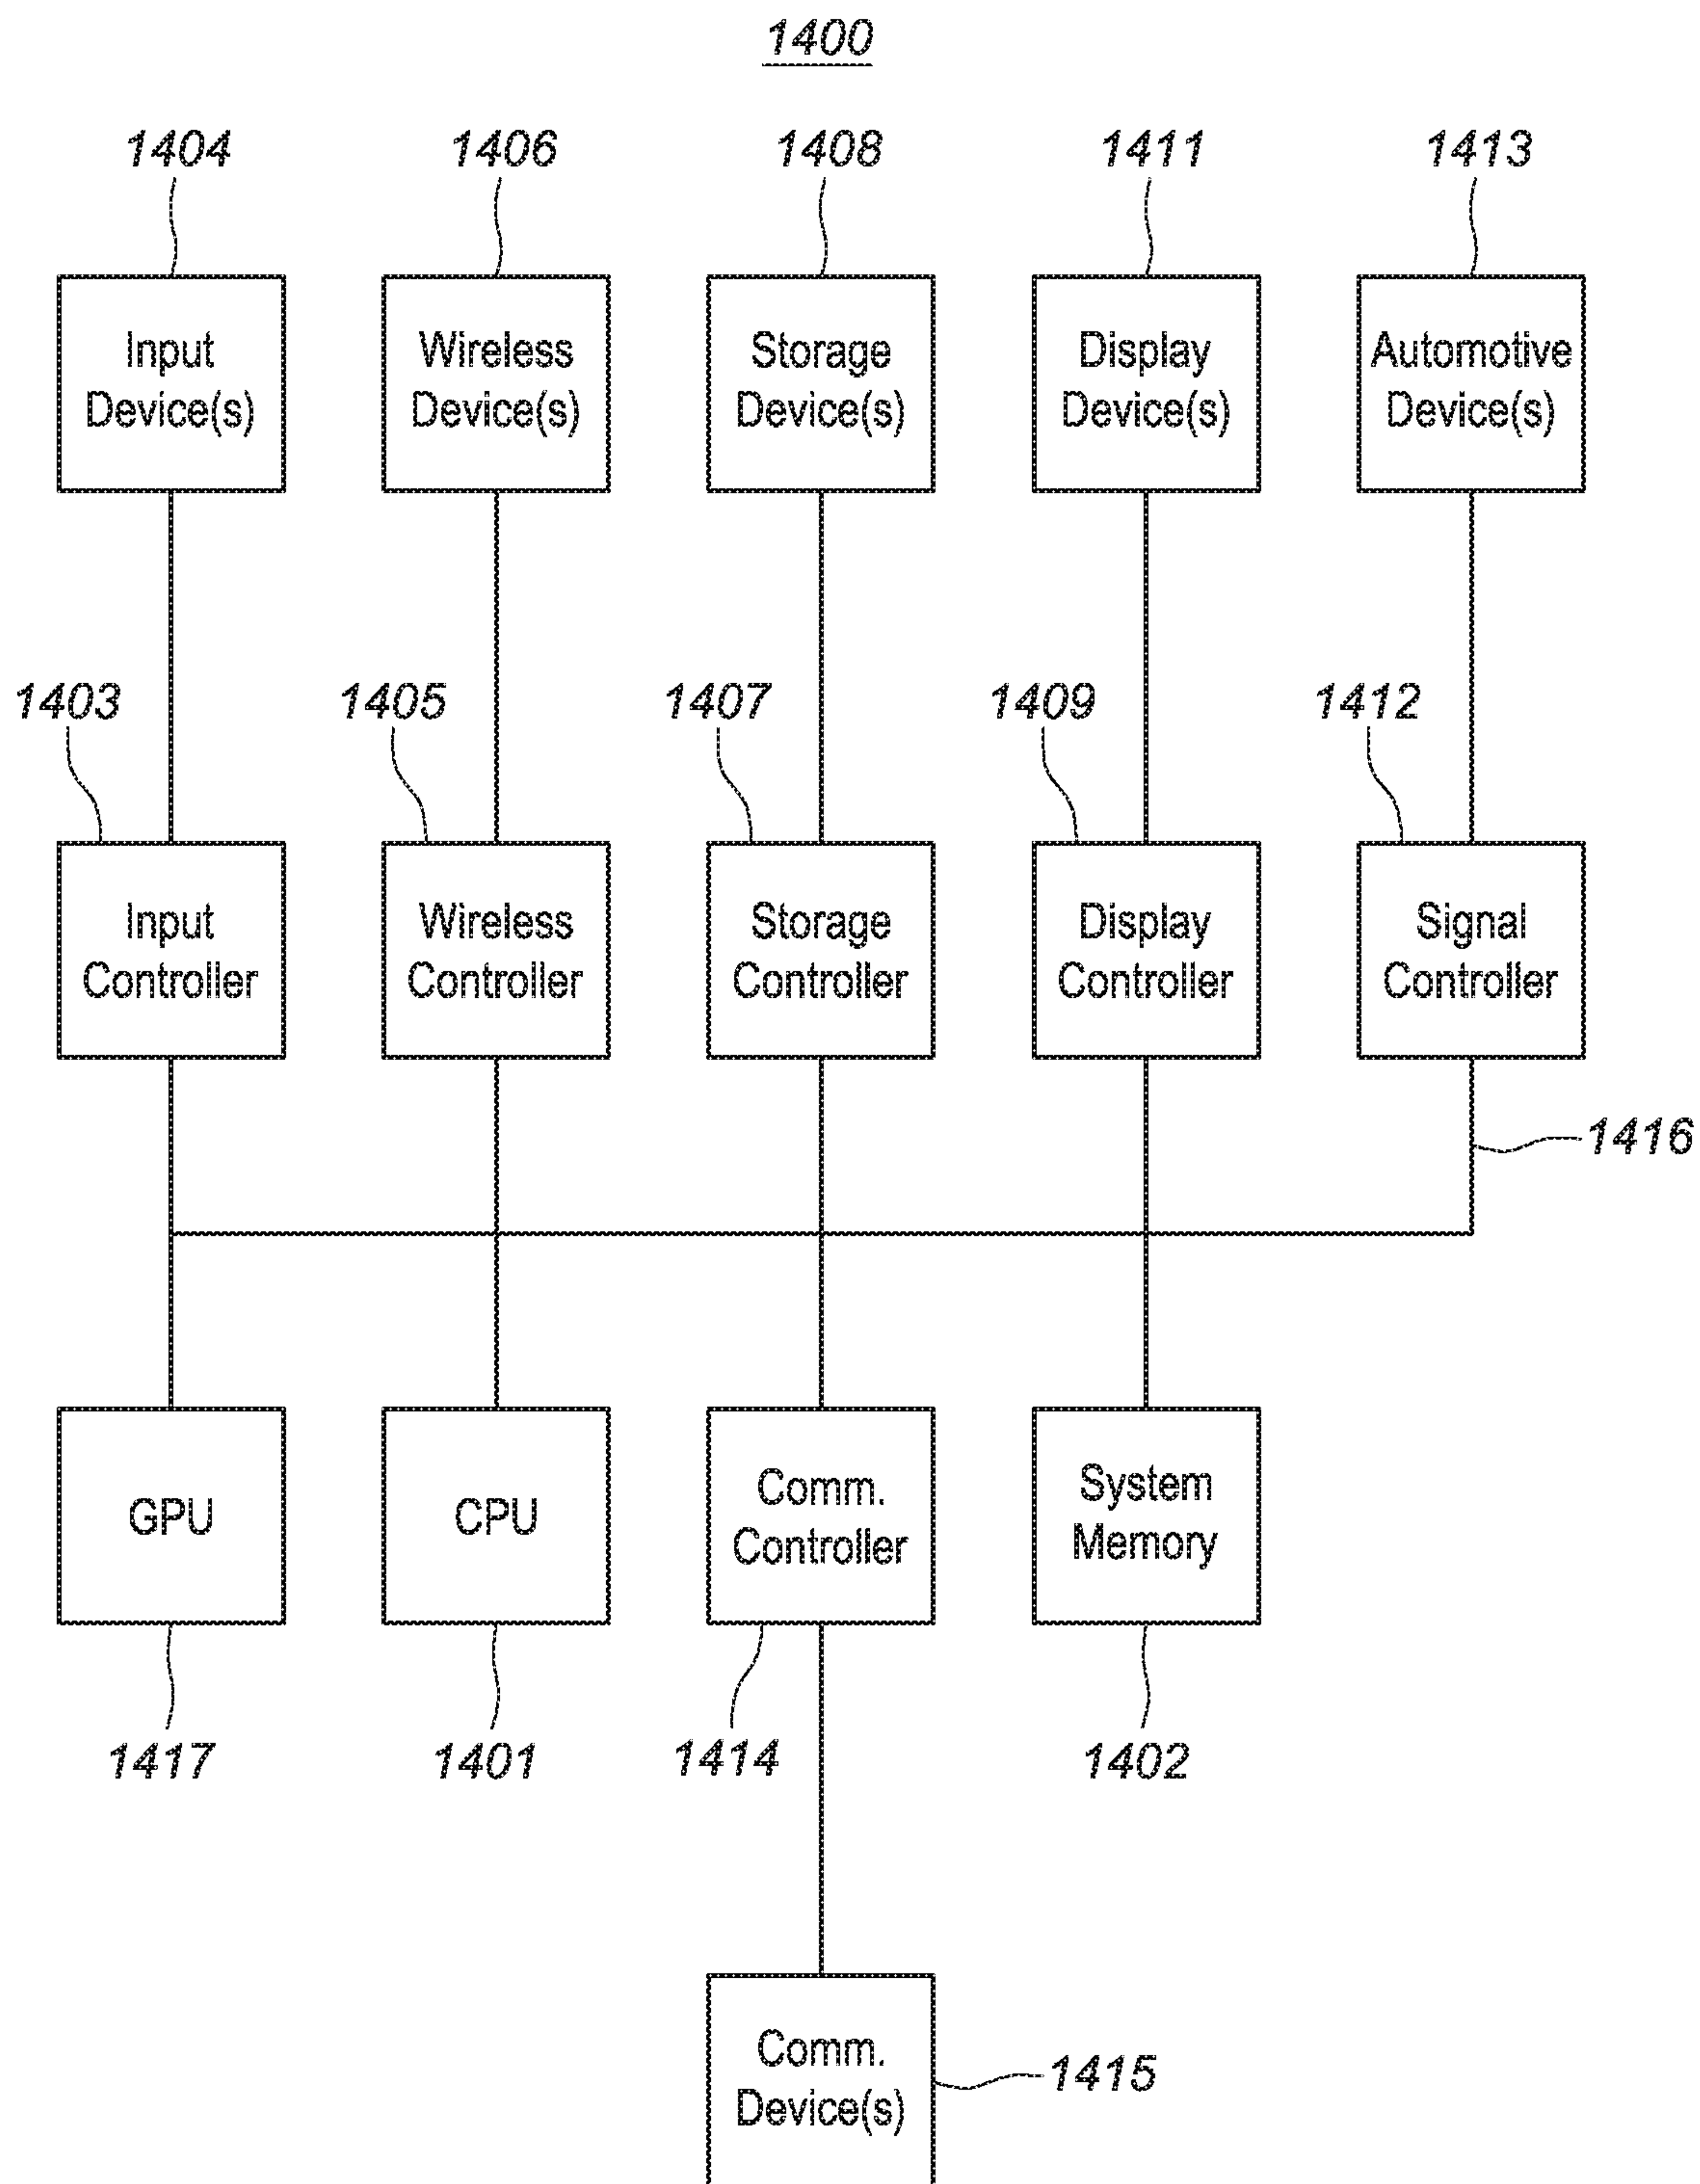 1400
1404
1406
1408
1411
1413
Input
Device(s)
Wireless
Device(s)
Storage
Device(s)
Display
Device(s)
Automotive
Device(s)
1403
1405
1407
1409
1412
Input
Controller
Wireless
Controller
Storage
Controller
Display
Controller
Signal
Controller
1416
GPU
CPU
Comm.
Controller
System
Memory
1417
1401
1414
1402
Comm.
Device(s)
1415